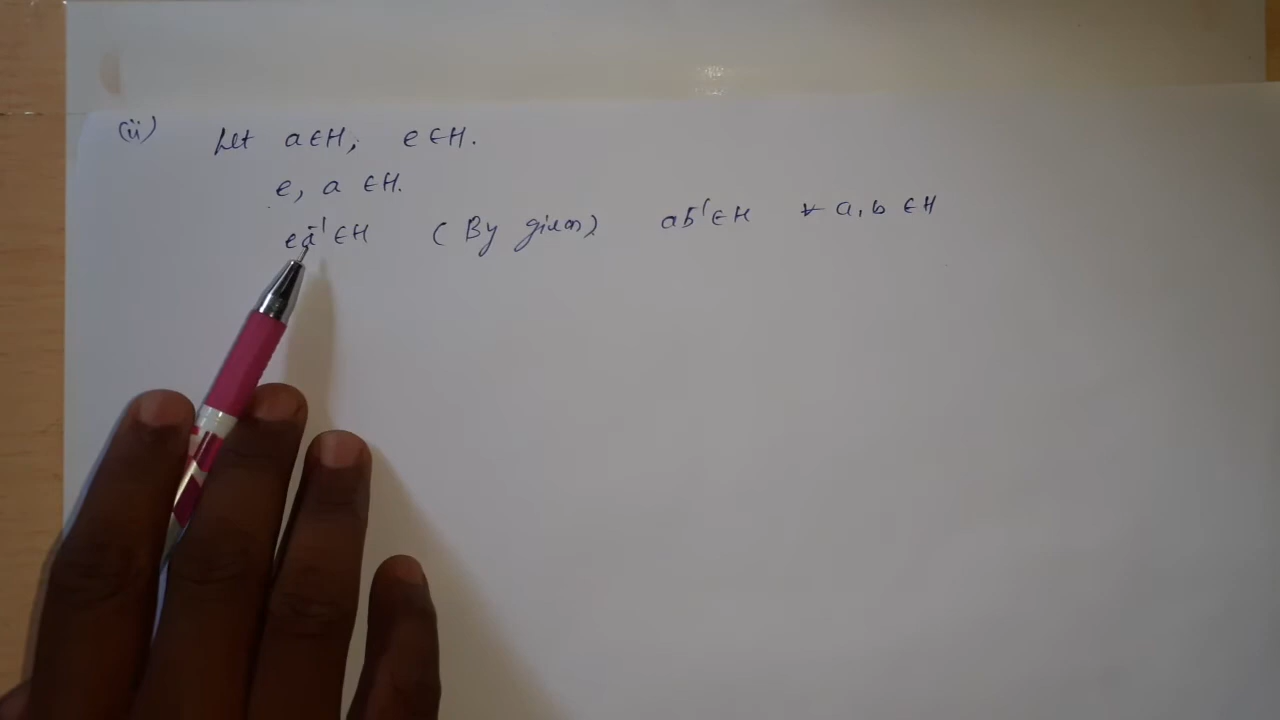 (ii) Let a∈H, e∈H.
e, a ∈H.
ea⁻¹∈H (By given) ab⁻¹∈H ∀ a,b ∈H